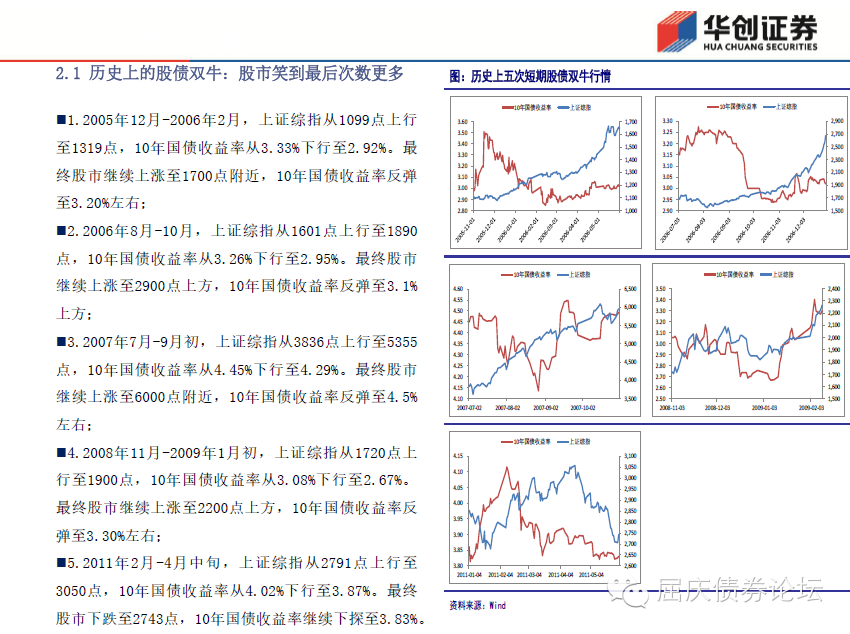 华创证券
HUA CHUANG SECURITIES
2.1 历史上的股债双牛：股市笑到最后次数更多
■1.2005年12月-2006年2月，上证综指从1099点上行
至1319点，10年国债收益率从3.33%下行至2.92%。最
终股市继续上涨至1700点附近，10年国债收益率反弹
至3.20%左右；
■2.2006年8月-10月，上证综指从1601点上行至1890
点，10年国债收益率从3.26%下行至2.95%。最终股市
继续上涨至2900点上方，10年国债收益率反弹至3.1%
上方；
■3.2007年7月-9月初，上证综指从3836点上行至5355
点，10年国债收益率从4.45%下行至4.29%。最终股市
继续上涨至6000点附近，10年国债收益率反弹至4.5%
左右；
■4.2008年11月-2009年1月初，上证综指从1720点上
行至1900点，10年国债收益率从3.08%下行至2.67%。
最终股市继续上涨至2200点上方，10年国债收益率反
弹至3.30%左右；
■5.2011年2月-4月中旬，上证综指从2791点上行至
3050点，10年国债收益率从4.02%下行至3.87%。最终
股市下跌至2743点，10年国债收益率继续下探至3.83%。
图：历史上五次短期股债双牛行情
10年国债收益率 上证综指
3.60 3.50 3.40 3.30 3.20 3.10 3.00 2.90 2.80
1,700 1,600 1,500 1,400 1,300 1,200 1,100 1,000
2005-11-01 2005-12-01 2006-01-01 2006-02-01 2006-03-01 2006-04-01 2006-05-01
10年国债收益率 上证综指
3.30 3.25 3.20 3.15 3.10 3.05 3.00 2.95 2.90
2,900 2,700 2,500 2,300 2,100 1,900 1,700 1,500
2006-07-03 2006-08-03 2006-09-03 2006-10-03 2006-11-03 2006-12-03
10年国债收益率 上证综指
4.60 4.55 4.50 4.45 4.40 4.35 4.30 4.25 4.20 4.15 4.10
6,500 6,000 5,500 5,000 4,500 4,000 3,500
2007-07-02 2007-08-02 2007-09-02 2007-10-02
10年国债收益率 上证综指
3.50 3.40 3.30 3.20 3.10 3.00 2.90 2.80 2.70 2.60 2.50
2,400 2,300 2,200 2,100 2,000 1,900 1,800 1,700 1,600 1,500
2008-11-03 2008-12-03 2009-01-03 2009-02-03
10年国债收益率 上证综指
4.15 4.10 4.05 4.00 3.95 3.90 3.85 3.80
3,100 3,050 3,000 2,950 2,900 2,850 2,800 2,750 2,700 2,650 2,600
2011-01-04 2011-02-04 2011-03-04 2011-04-04 2011-05-04
资料来源：Wind
屈庆债券论坛